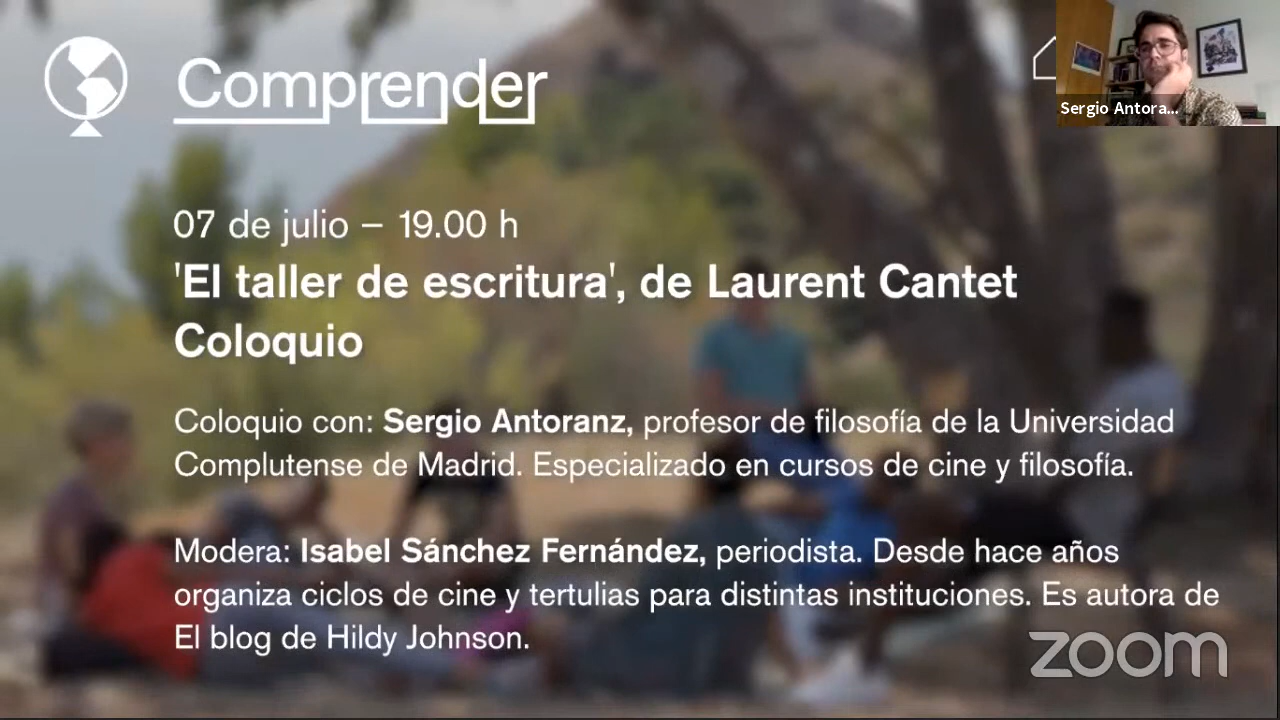 Comprender
Sergio Antora...
07 de julio – 19.00 h
'El taller de escritura', de Laurent Cantet
Coloquio
Coloquio con: Sergio Antoranz, profesor de filosofía de la Universidad
Complutense de Madrid. Especializado en cursos de cine y filosofía.
Modera: Isabel Sánchez Fernández, periodista. Desde hace años
organiza ciclos de cine y tertulias para distintas instituciones. Es autora de
El blog de Hildy Johnson.
zoom